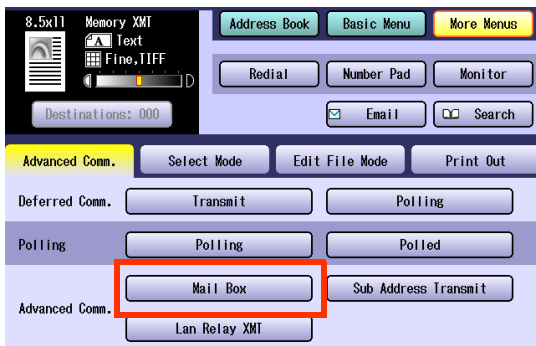 8.5x11 Memory XMT Address Book Basic Menu More Menus
A Text
Fine,TIFF
D Redial Number Pad Monitor
Destinations: 000 Email Search
Advanced Comm. Select Mode Edit File Mode Print Out
Deferred Comm. Transmit Polling
Polling Polling Polled
Mail Box Sub Address Transmit
Advanced Comm.
Lan Relay XMT